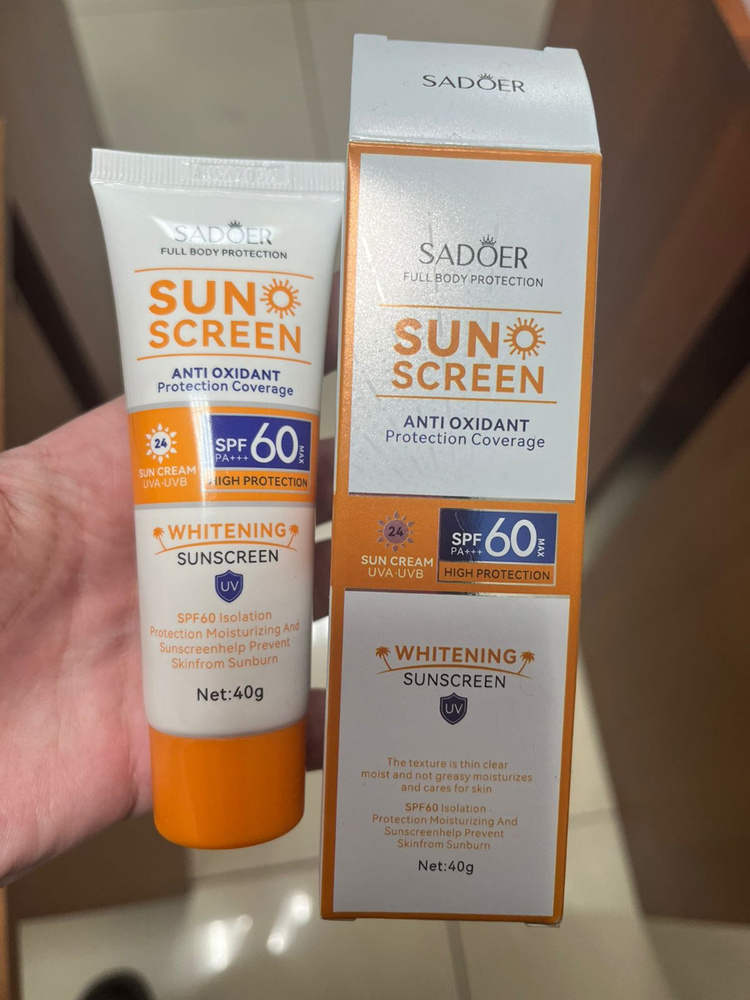 SADOER
FULL BODY PROTECTION
SUN
SCREEN
ANTI OXIDANT
Protection Coverage
24
SUN CREAM
UVA·UVB
SPF 60 MAX
PA+++
HIGH PROTECTION
WHITENING
SUNSCREEN
UV
SPF60 Isolation
Protection Moisturizing And
Sunscreenhelp Prevent
Skinfrom Sunburn
Net:40g
SADOER
SADOER
FULL BODY PROTECTION
SUN
SCREEN
ANTI OXIDANT
Protection Coverage
24
SUN CREAM
UVA·UVB
SPF 60 MAX
PA+++
HIGH PROTECTION
WHITENING
SUNSCREEN
UV
The texture is thin clear
moist and not greasy moisturizes
and cares for skin
SPF60 Isolation
Protection Moisturizing And
Sunscreenhelp Prevent
Skinfrom Sunburn
Net:40g